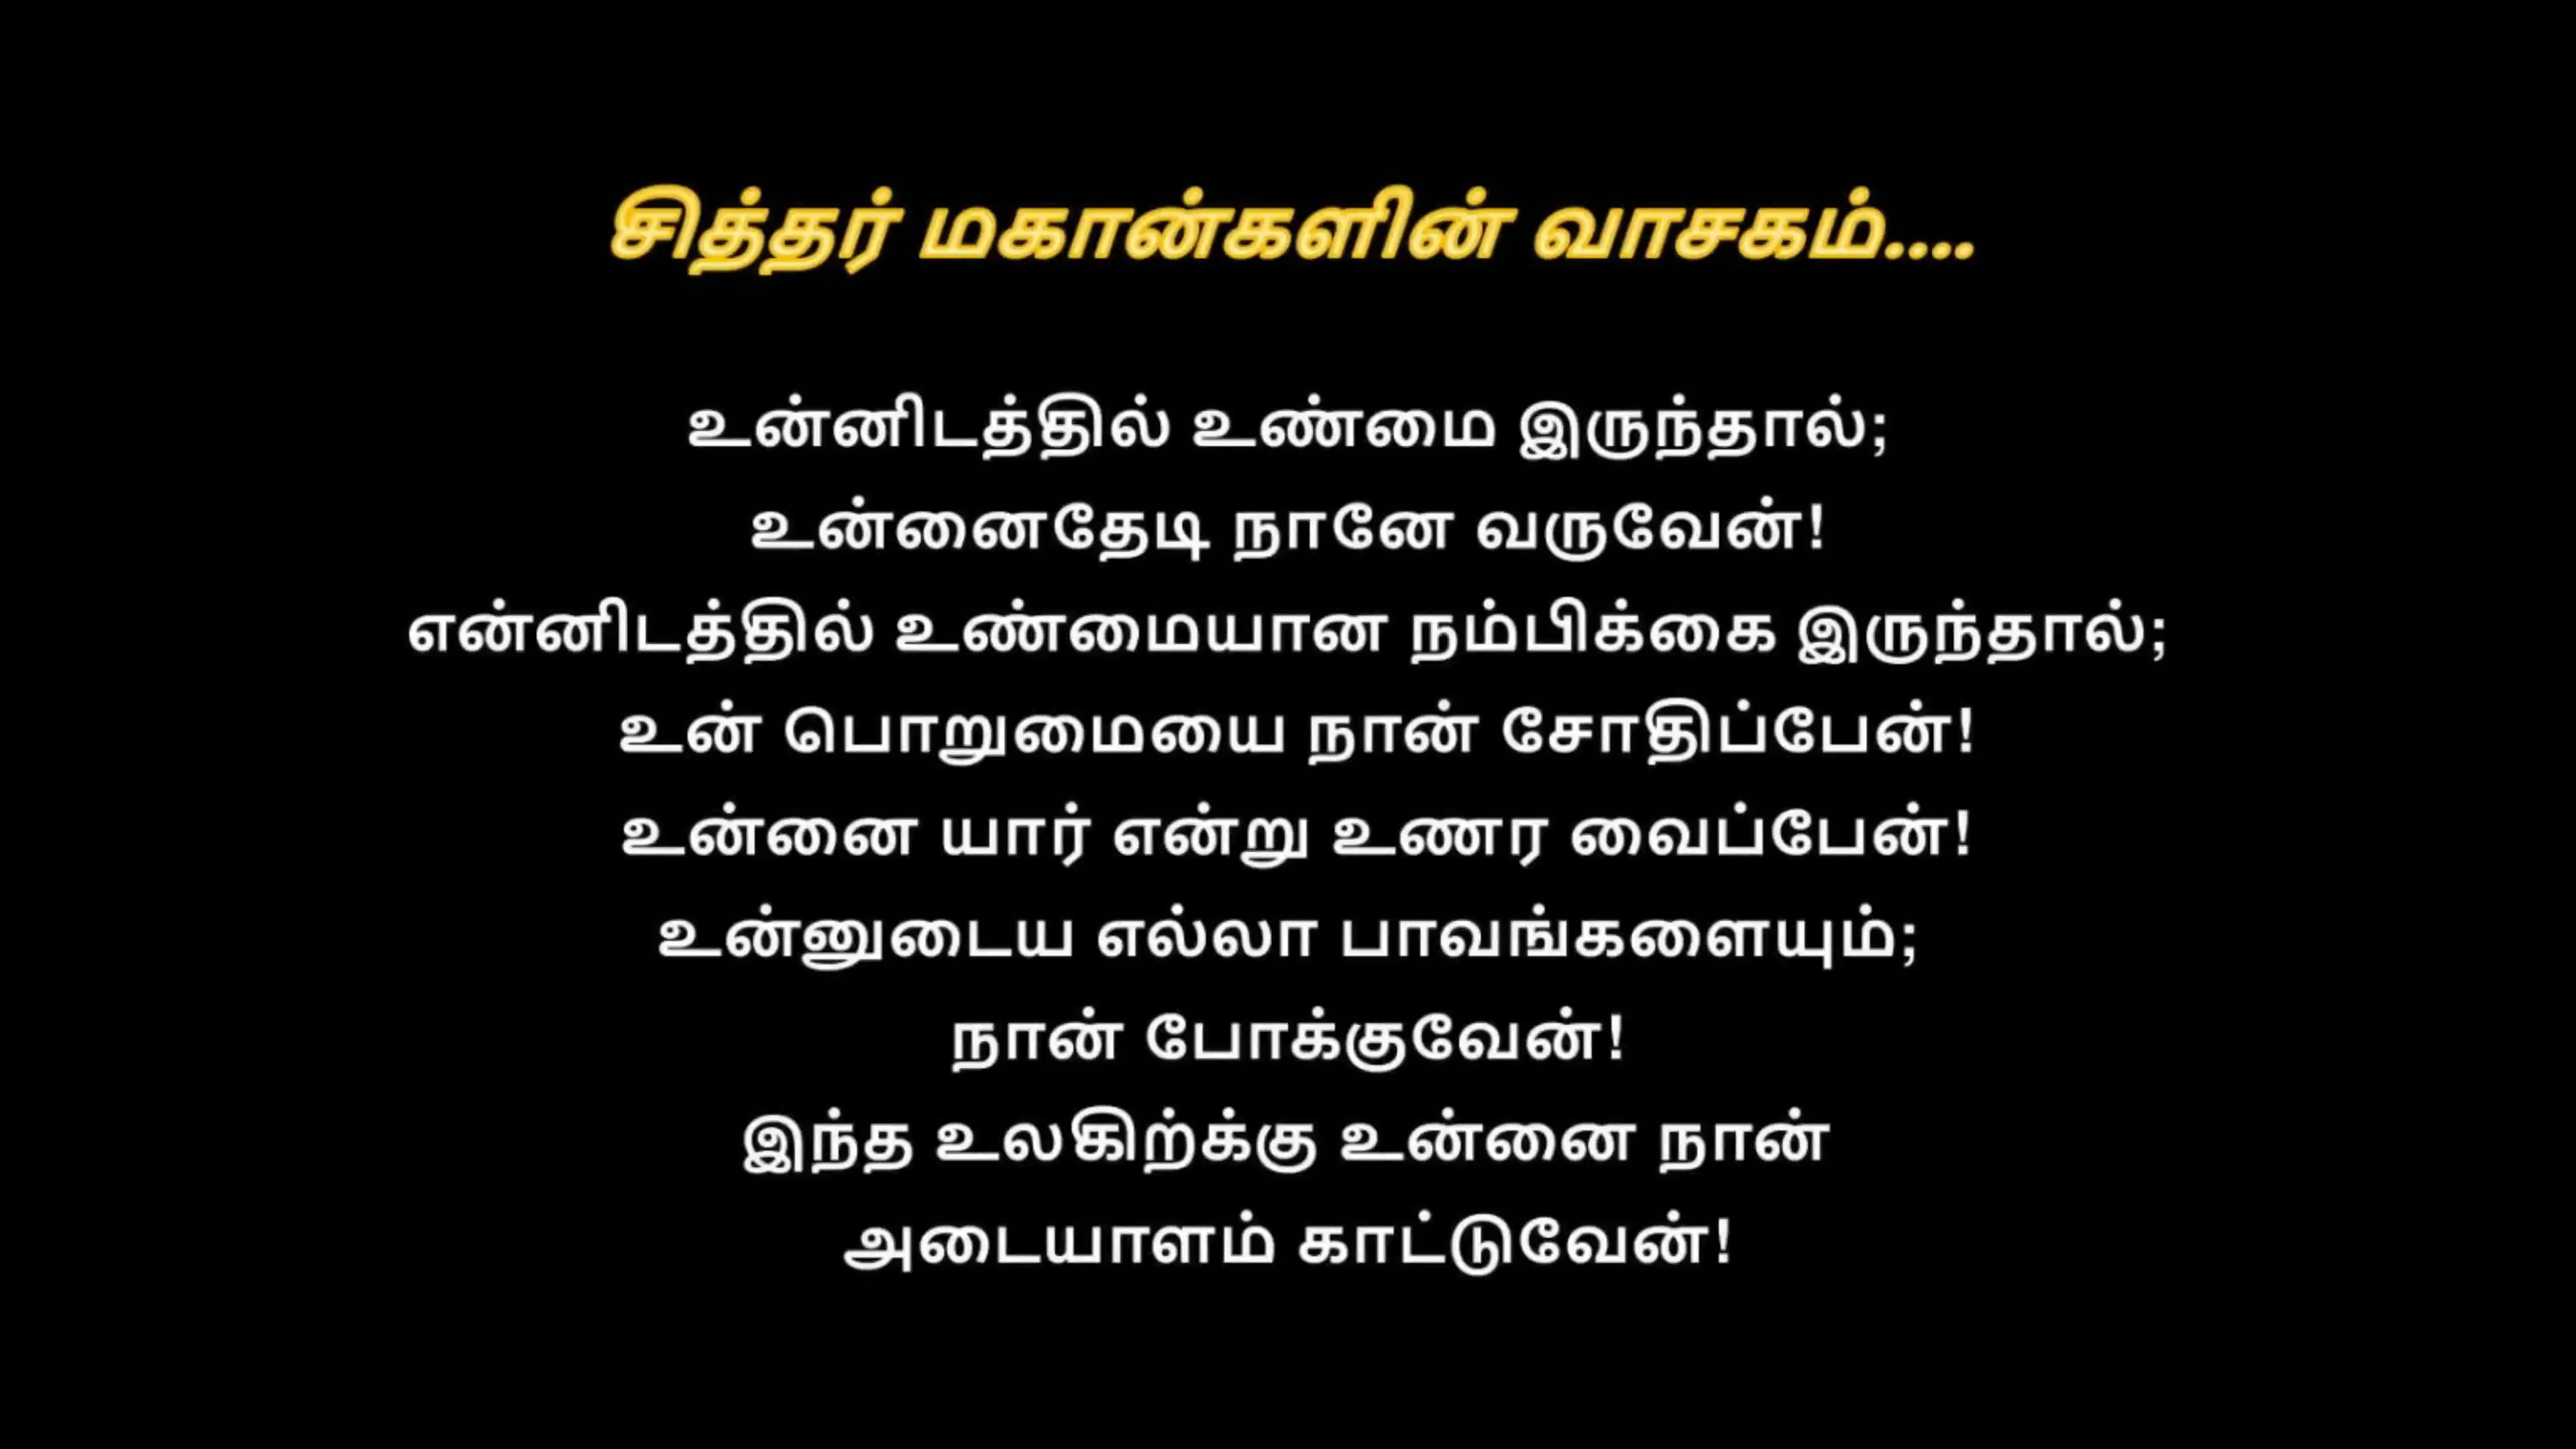 சித்தர் மகான்களின் வாசகம்....
உன்னிடத்தில் உண்மை இருந்தால்;
உன்னைதேடி நானே வருவேன்!
என்னிடத்தில் உண்மையான நம்பிக்கை இருந்தால்;
உன் பொறுமையை நான் சோதிப்பேன்!
உன்னை யார் என்று உணர வைப்பேன்!
உன்னுடைய எல்லா பாவங்களையும்;
நான் போக்குவேன்!
இந்த உலகிற்க்கு உன்னை நான்
அடையாளம் காட்டுவேன்!